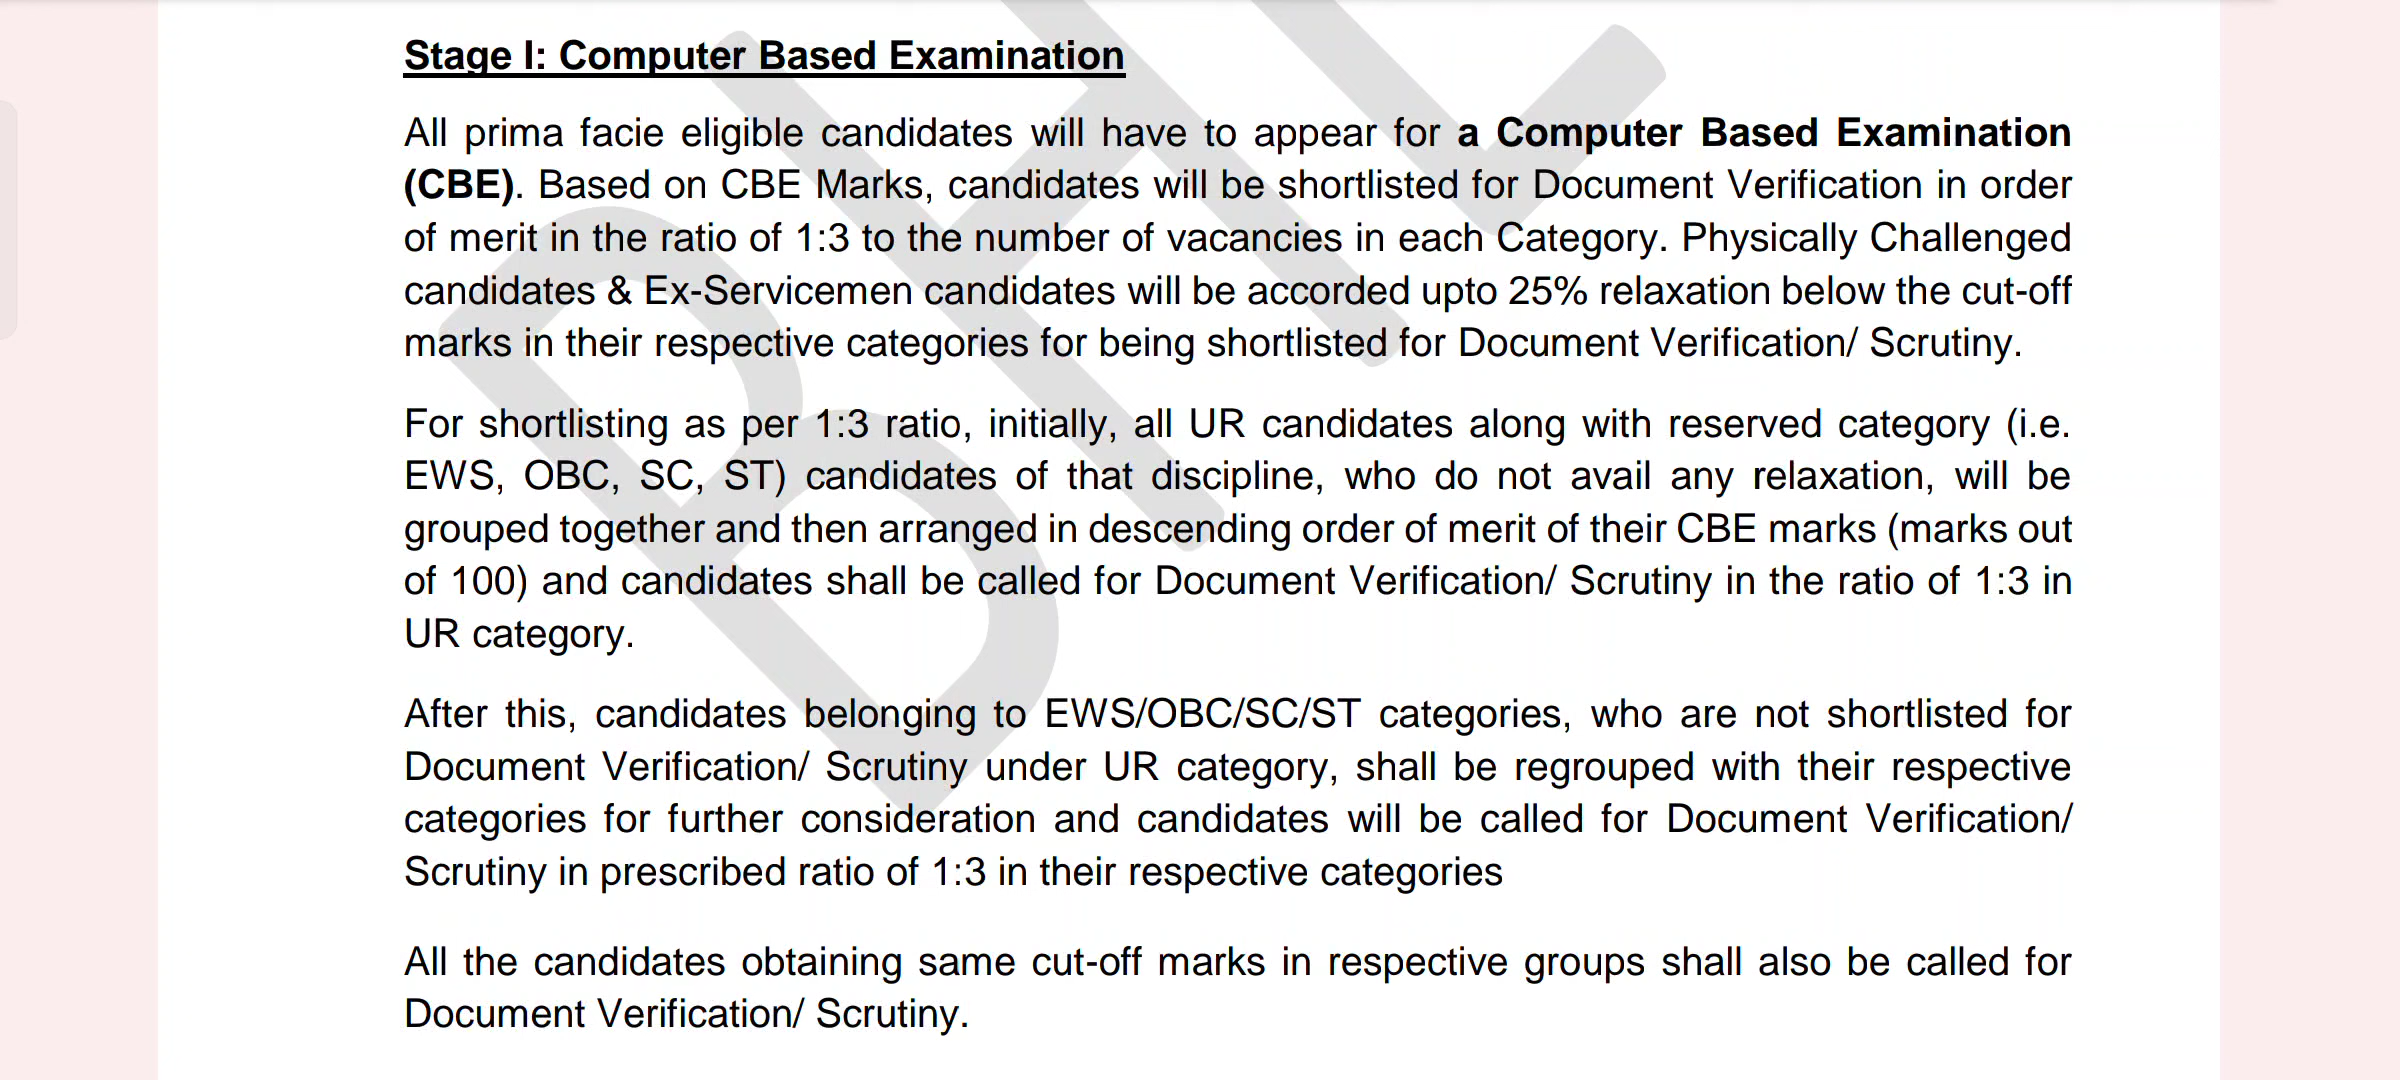 Stage I: Computer Based Examination
All prima facie eligible candidates will have to appear for a Computer Based Examination
(CBE). Based on CBE Marks, candidates will be shortlisted for Document Verification in order
of merit in the ratio of 1:3 to the number of vacancies in each Category. Physically Challenged
candidates & Ex-Servicemen candidates will be accorded upto 25% relaxation below the cut-off
marks in their respective categories for being shortlisted for Document Verification/ Scrutiny.
For shortlisting as per 1:3 ratio, initially, all UR candidates along with reserved category (i.e.
EWS, OBC, SC, ST) candidates of that discipline, who do not avail any relaxation, will be
grouped together and then arranged in descending order of merit of their CBE marks (marks out
of 100) and candidates shall be called for Document Verification/ Scrutiny in the ratio of 1:3 in
UR category.
After this, candidates belonging to EWS/OBC/SC/ST categories, who are not shortlisted for
Document Verification/ Scrutiny under UR category, shall be regrouped with their respective
categories for further consideration and candidates will be called for Document Verification/
Scrutiny in prescribed ratio of 1:3 in their respective categories
All the candidates obtaining same cut-off marks in respective groups shall also be called for
Document Verification/ Scrutiny.